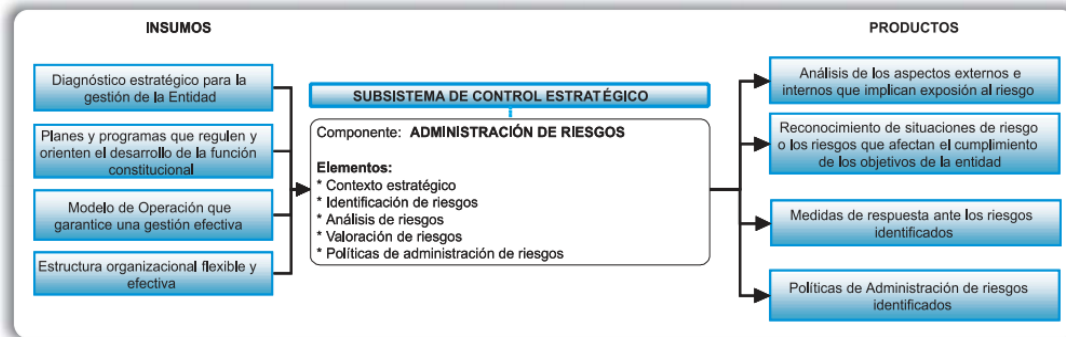 INSUMOS
Diagnóstico estratégico para la
gestión de la Entidad
Planes y programas que regulen y
orienten el desarrollo de la función
constitucional
Modelo de Operación que
garantice una gestión efectiva
Estructura organizacional flexible y
efectiva
SUBSISTEMA DE CONTROL ESTRATÉGICO
Componente: ADMINISTRACIÓN DE RIESGOS
Elementos:
* Contexto estratégico
* Identificación de riesgos
* Análisis de riesgos
* Valoración de riesgos
* Políticas de administración de riesgos
PRODUCTOS
Análisis de los aspectos externos e
internos que implican exposión al riesgo
Reconocimiento de situaciones de riesgo
o los riesgos que afectan el cumplimiento
de los objetivos de la entidad
Medidas de respuesta ante los riesgos
identificados
Políticas de Administración de riesgos
identificados